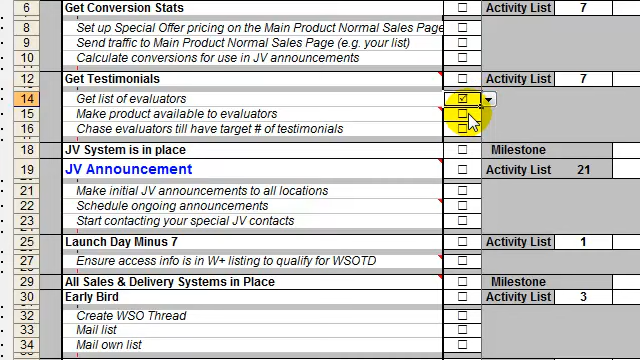 6 Get Conversion Stats Activity List 7
8 Set up Special Offer pricing on the Main Product Normal Sales Page
9 Send traffic to Main Product Normal Sales Page (e.g. your list)
10 Calculate conversions for use in JV announcements
12 Get Testimonials Activity List 7
14 Get list of evaluators
15 Make product available to evaluators
16 Chase evaluators till have target # of testimonials
18 JV System is in place Milestone
19 JV Announcement Activity List 21
21 Make initial JV announcements to all locations
22 Schedule ongoing announcements
23 Start contacting your special JV contacts
25 Launch Day Minus 7 Activity List 1
27 Ensure access info is in W+ listing to qualify for WSOTD
29 All Sales & Delivery Systems in Place Milestone
30 Early Bird Activity List 3
32 Create WSO Thread
33 Mail list
34 Mail own list